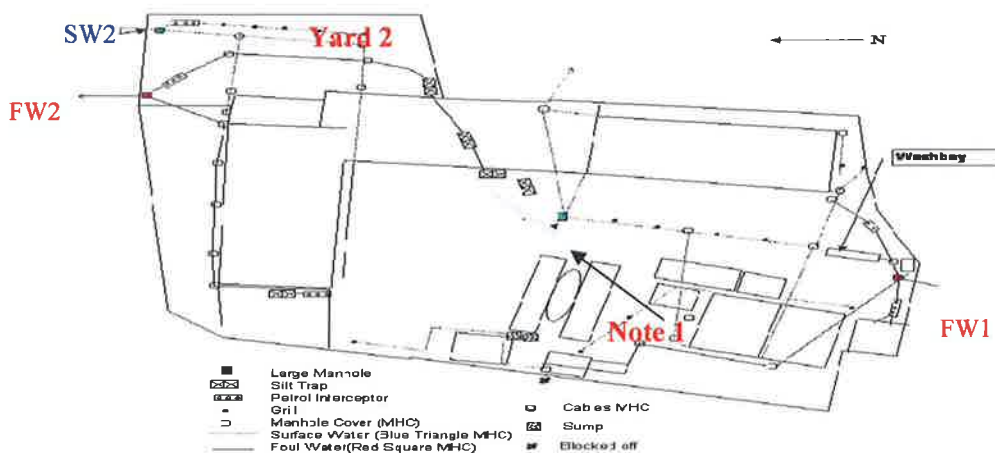 SW2
Yard 2
N
FW2
Washbay
Note 1
FW1
Large Manhole
Silt Trap
Petrol Interceptor
Grill
Manhole Cover (MHC)
Surface Water (Blue Triangle MHC)
Foul Water(Red Square MHC)
Cables MHC
Sump
Blocked off